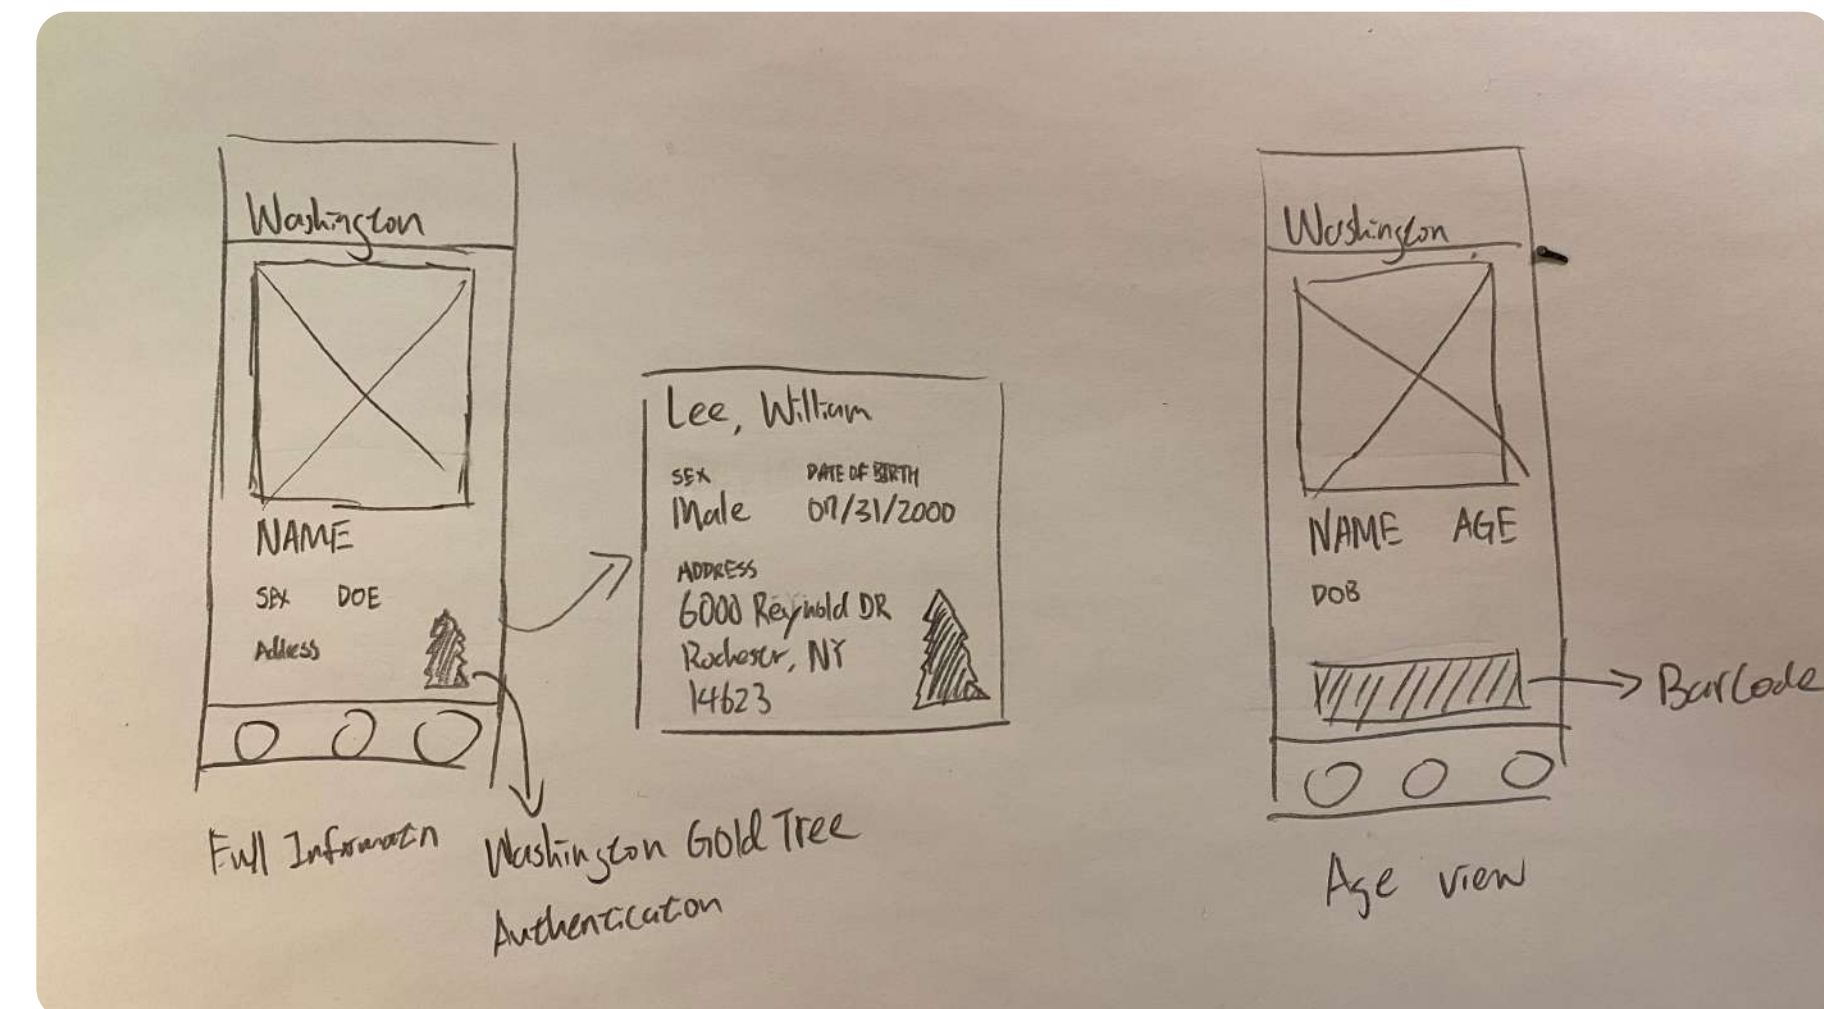 Washington
NAME
SEX DOE
Address
Full Informatn
Washington Gold Tree
Authentication
Lee, William
SEX DATE OF BIRTH
Male 07/31/2000
ADDRESS
6000 Reynold DR
Rochester, NY
14623
Washington
NAME AGE
DOB
BarCode
Age view